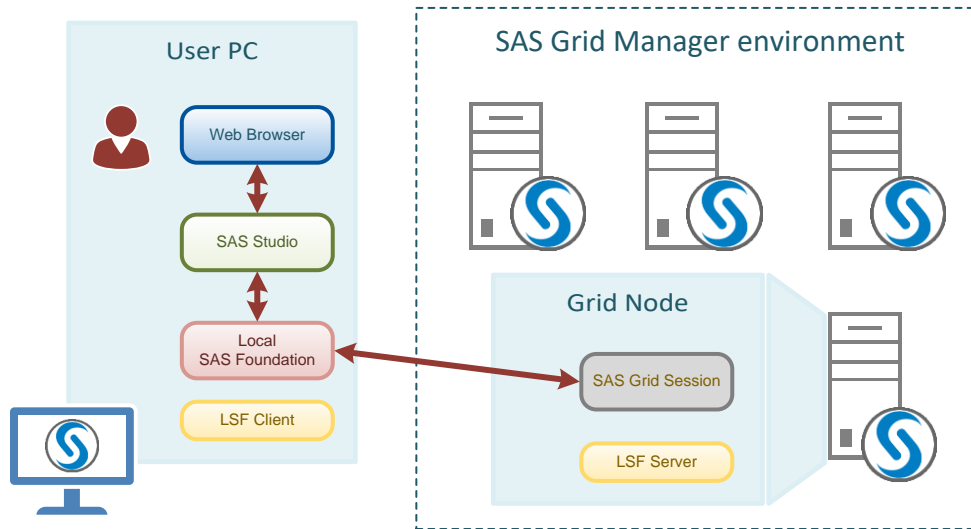 User PC
Web Browser
SAS Studio
Local
SAS Foundation
LSF Client
SAS Grid Manager environment
Grid Node
SAS Grid Session
LSF Server